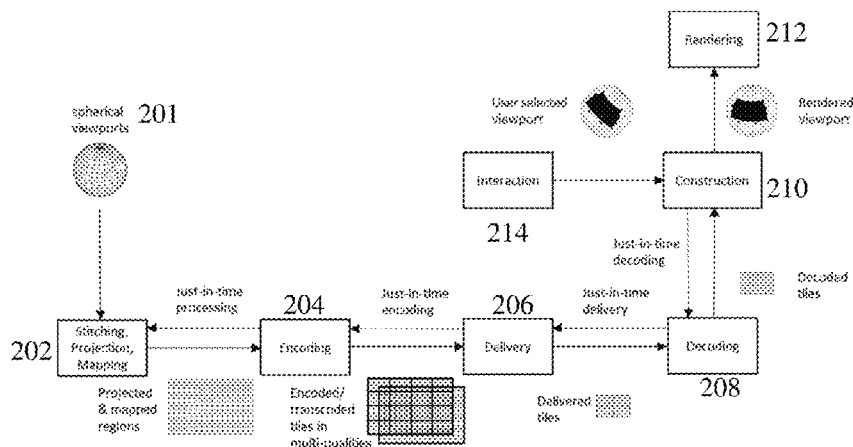 Rendering
212
User selected
viewport
Rendered
viewport
spherical
viewports
201
Interaction
214
Construction
210
Just-in-time
decoding
Decoded
tiles
Just-in-time
processing
204
Just-in-time
encoding
206
Just-in-time
delivery
202
Stitching,
Projection,
Mapping
Encoding
Delivery
Decoding
208
Projected
& mapped
regions
Encoded/
transcoded
tiles in
multi-qualities
Delivered
tiles